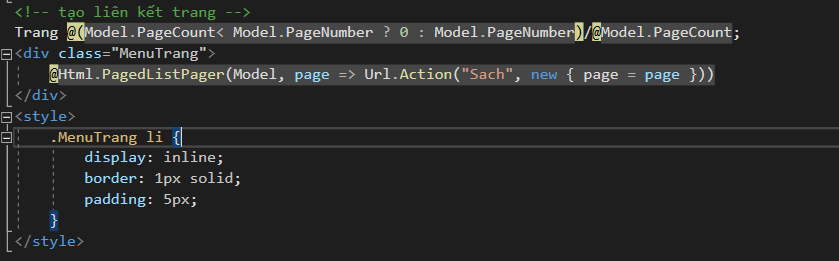 <!-- tạo liên kết trang -->
Trang @(Model.PageCount< Model.PageNumber ? 0 : Model.PageNumber)/@Model.PageCount;
<div class="MenuTrang">
    @Html.PagedListPager(Model, page => Url.Action("Sach", new { page = page }))
</div>
<style>
    .MenuTrang li {
        display: inline;
        border: 1px solid;
        padding: 5px;
    }
</style>